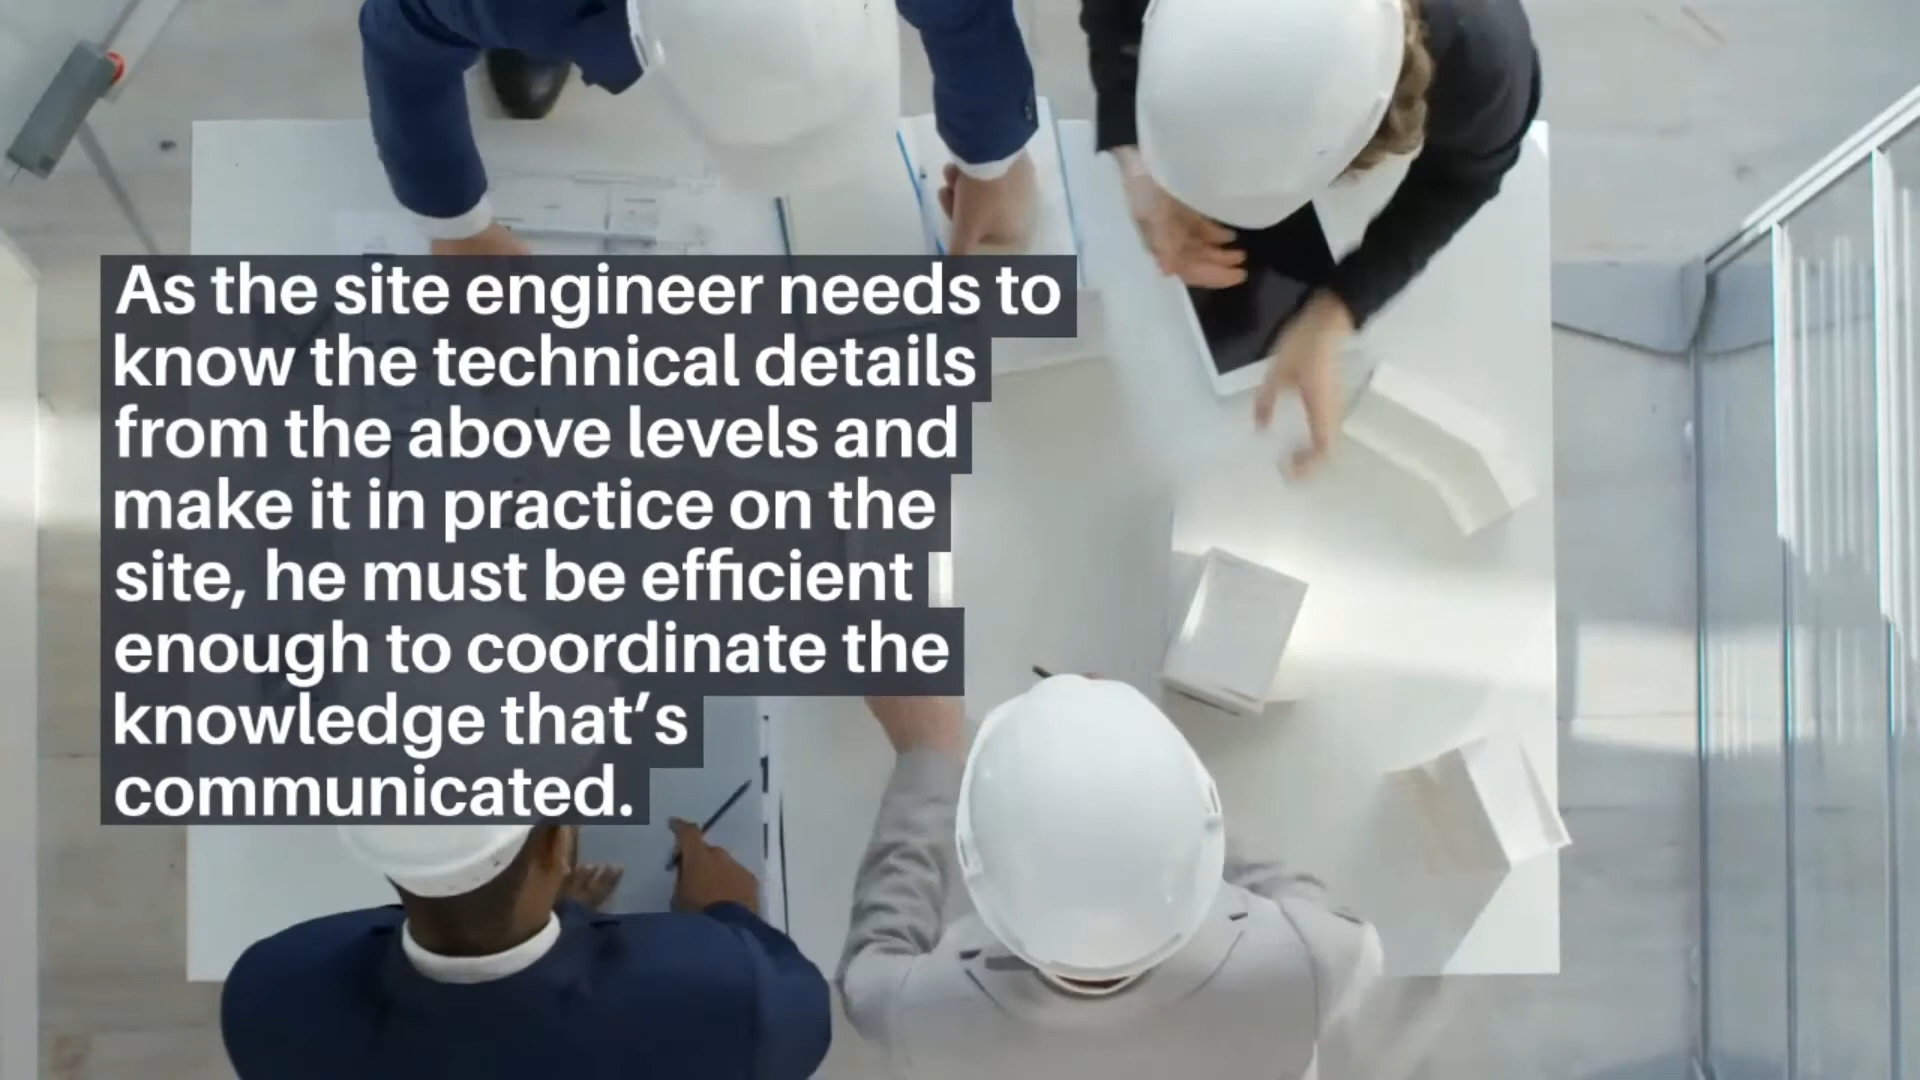 As the site engineer needs to
know the technical details
from the above levels and
make it in practice on the
site, he must be efficient
enough to coordinate the
knowledge that’s
communicated.